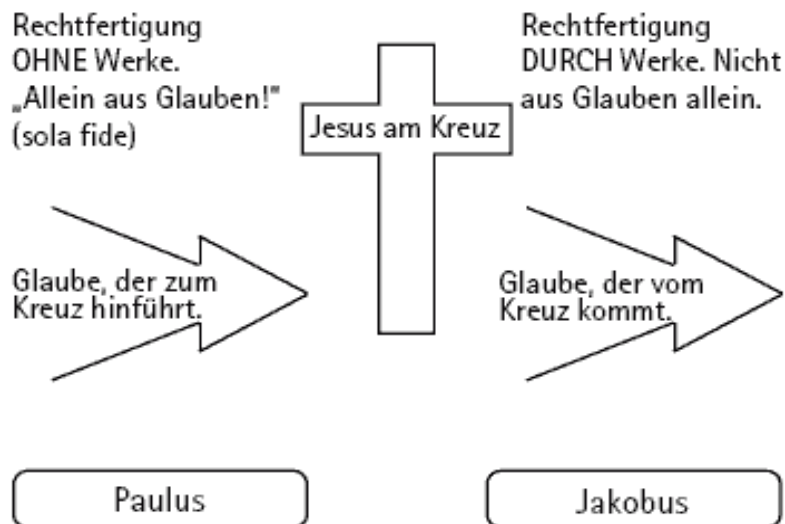 Rechtfertigung
OHNE Werke.
„Allein aus Glauben!"
(sola fide)
Jesus am Kreuz
Rechtfertigung
DURCH Werke. Nicht
aus Glauben allein.
Glaube, der zum
Kreuz hinführt.
Glaube, der vom
Kreuz kommt.
Paulus
Jakobus